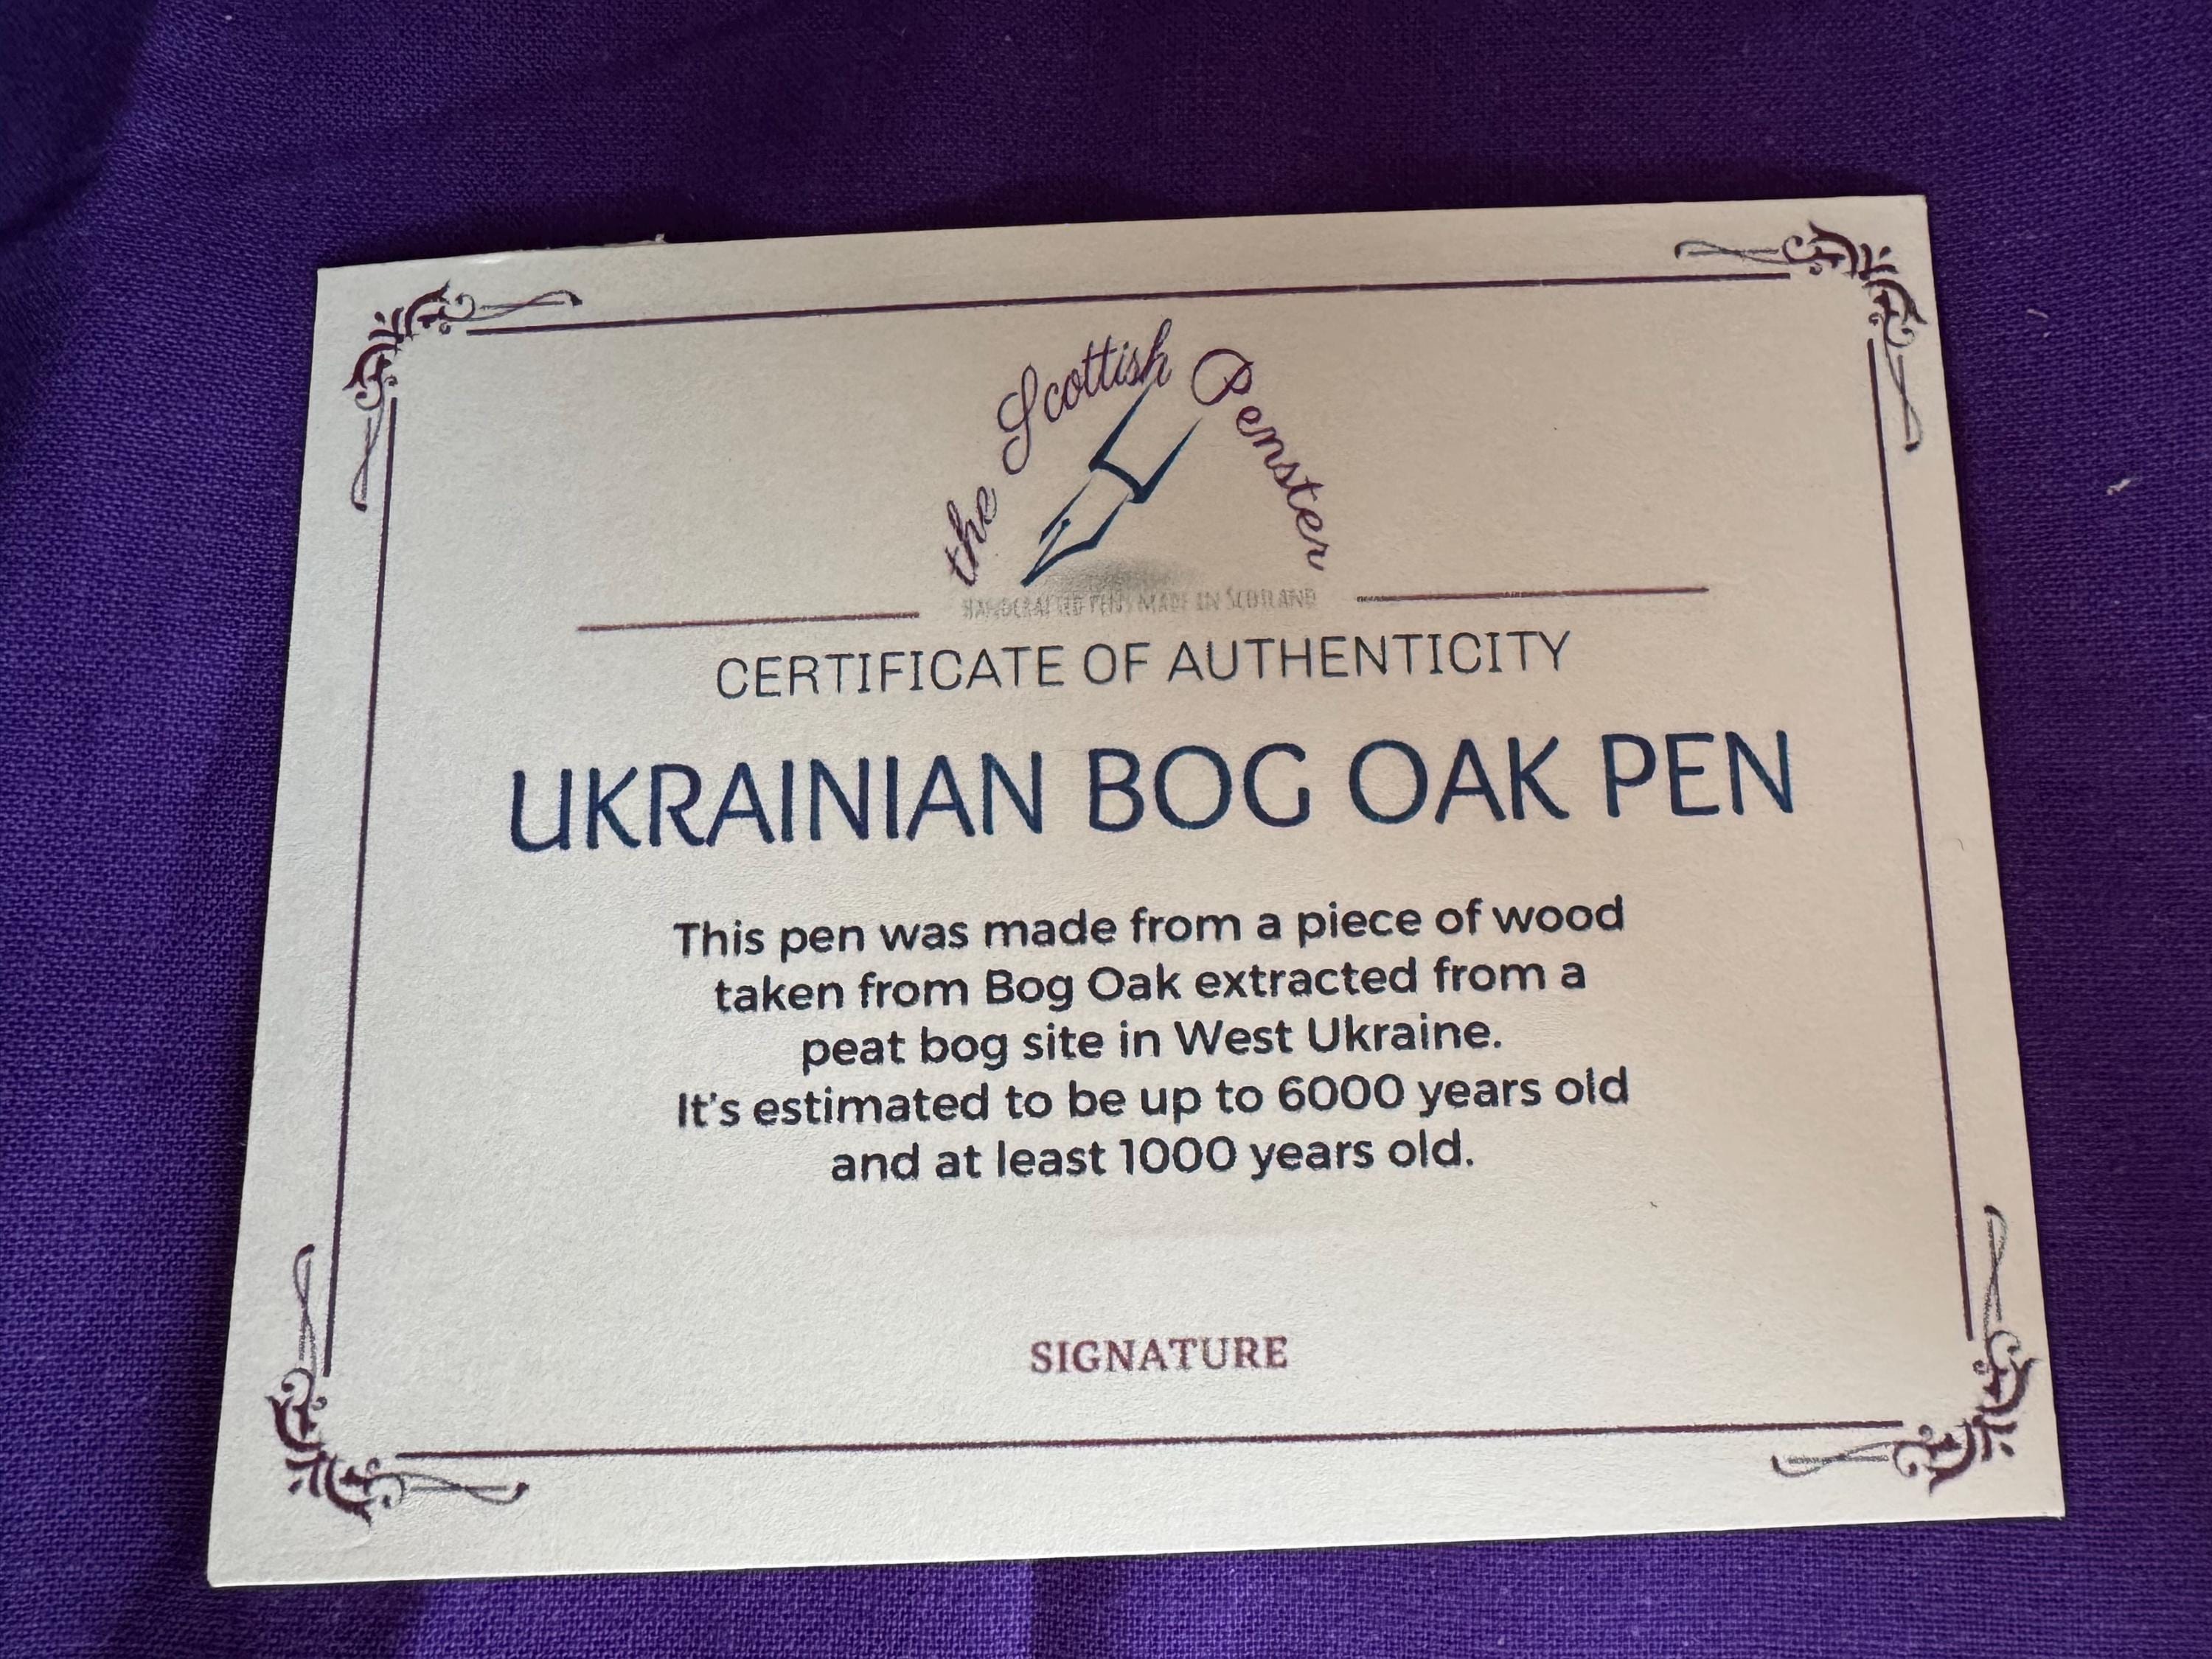 the Scottish Penster
HANDCRAFTED PENS MADE IN SCOTLAND
CERTIFICATE OF AUTHENTICITY
UKRAINIAN BOG OAK PEN
This pen was made from a piece of wood
taken from Bog Oak extracted from a
peat bog site in West Ukraine.
It's estimated to be up to 6000 years old
and at least 1000 years old.
SIGNATURE